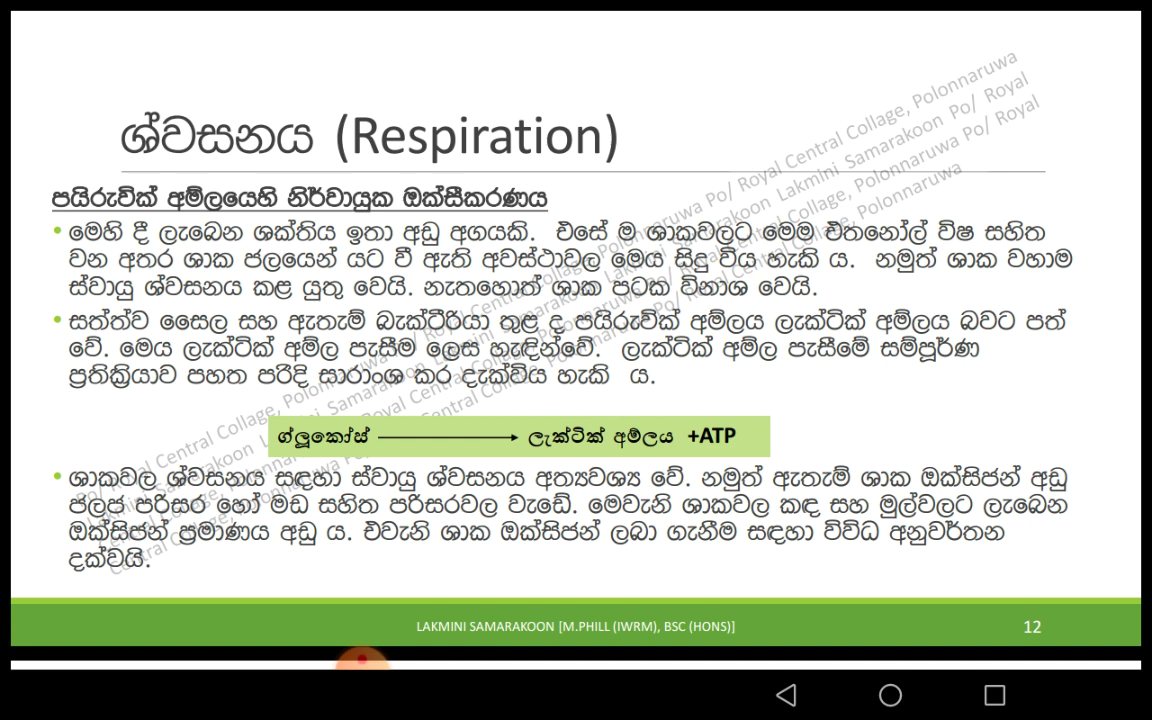 ශ්වසනය (Respiration)
පයිරුවික් අම්ලයෙහි නිර්වායුක ඔක්සීකරණය
• මෙහි දී ලැබෙන ශක්තිය ඉතා අඩු අගයකි. එසේ ම ශාකවලට මෙම එතනෝල් විෂ සහිත
වන අතර ශාක ජලයෙන් යට වී ඇති අවස්ථාවල මෙය සිදු විය හැකි ය. නමුත් ශාක වහාම
ස්වායු ශ්වසනය කළ යුතු වෙයි. නැතහොත් ශාක පටක විනාශ වෙයි.
• සත්ත්ව සෛල සහ ඇතැම් බැක්ටීරියා තුළ ද පයිරුවික් අම්ලය ලැක්ටික් අම්ලය බවට පත්
වේ. මෙය ලැක්ටික් අම්ල පැසීම ලෙස හැඳින්වේ. ලැක්ටික් අම්ල පැසීමේ සම්පූර්ණ
ප්‍රතික්‍රියාව පහත පරිදි සාරාංශ කර දැක්විය හැකි ය.
ග්ලූකෝස් ⟶ ලැක්ටික් අම්ලය +ATP
• ශාකවල ශ්වසනය සඳහා ස්වායු ශ්වසනය අත්‍යවශ්‍ය වේ. නමුත් ඇතැම් ශාක ඔක්සිජන් අඩු
ජලජ පරිසර හෝ මඩ සහිත පරිසරවල වැඩේ. මෙවැනි ශාකවල කඳ සහ මුල්වලට ලැබෙන
ඔක්සිජන් ප්‍රමාණය අඩු ය. එවැනි ශාක ඔක්සිජන් ලබා ගැනීම සඳහා විවිධ අනුවර්තන
දක්වයි.
LAKMINI SAMARAKOON [M.PHILL (IWRM), BSC (HONS)]
12